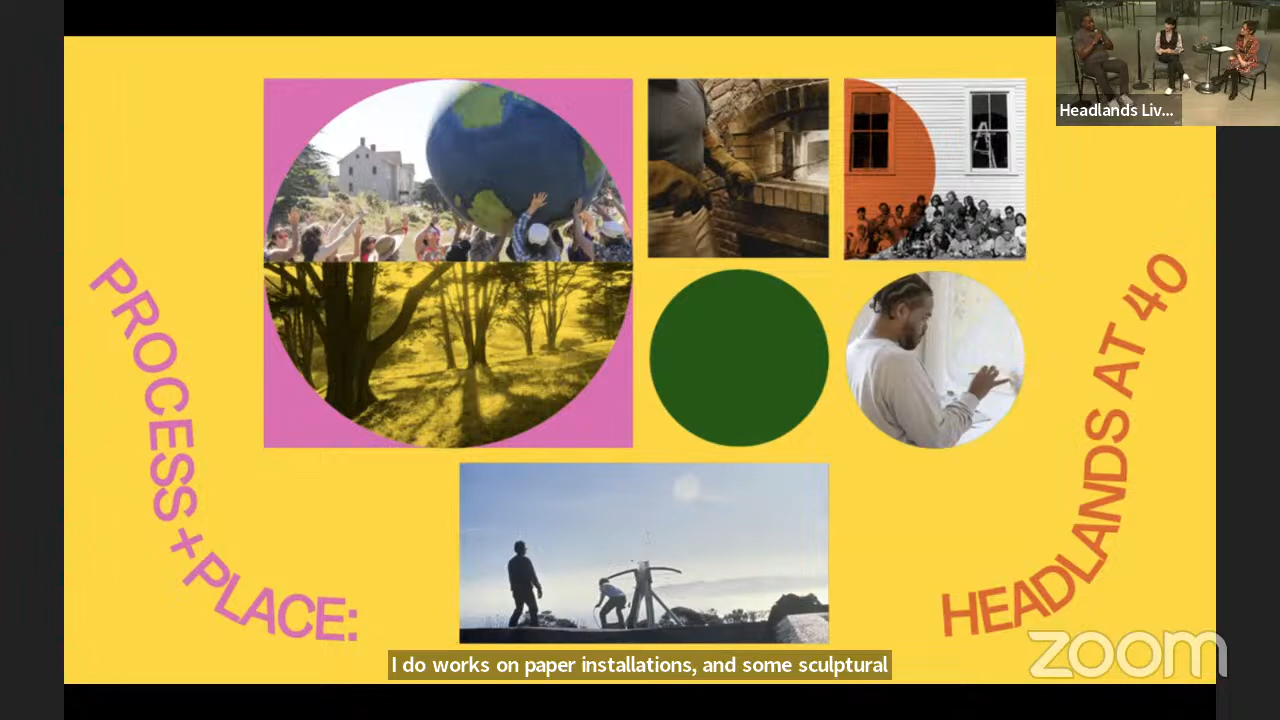 Headlands Liv...
PROCESS + PLACE:
HEADLANDS AT 40
I do works on paper installations, and some sculptural
zoom